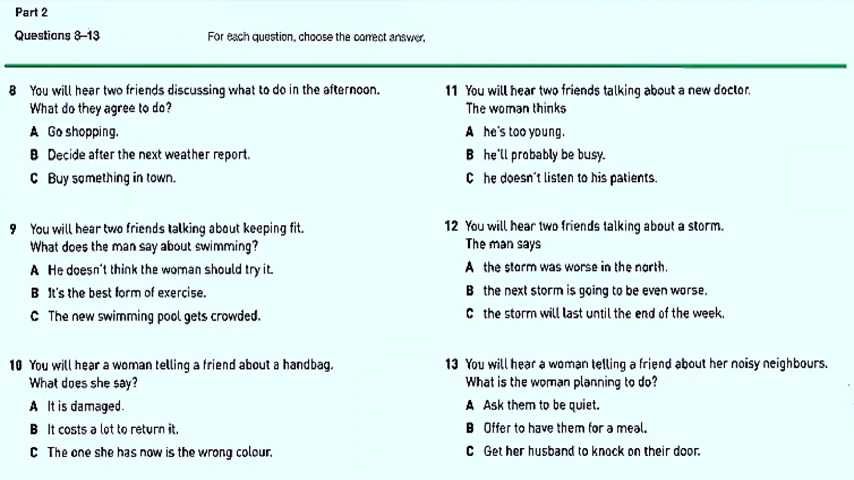 Part 2
Questions 8–13
For each question, choose the correct answer.
8 You will hear two friends discussing what to do in the afternoon.
What do they agree to do?
A Go shopping.
B Decide after the next weather report.
C Buy something in town.
9 You will hear two friends talking about keeping fit.
What does the man say about swimming?
A He doesn't think the woman should try it.
B It's the best form of exercise.
C The new swimming pool gets crowded.
10 You will hear a woman telling a friend about a handbag.
What does she say?
A It is damaged.
B It costs a lot to return it.
C The one she has now is the wrong colour.
11 You will hear two friends talking about a new doctor.
The woman thinks
A he's too young.
B he'll probably be busy.
C he doesn't listen to his patients.
12 You will hear two friends talking about a storm.
The man says
A the storm was worse in the north.
B the next storm is going to be even worse.
C the storm will last until the end of the week.
13 You will hear a woman telling a friend about her noisy neighbours.
What is the woman planning to do?
A Ask them to be quiet.
B Offer to have them for a meal.
C Get her husband to knock on their door.